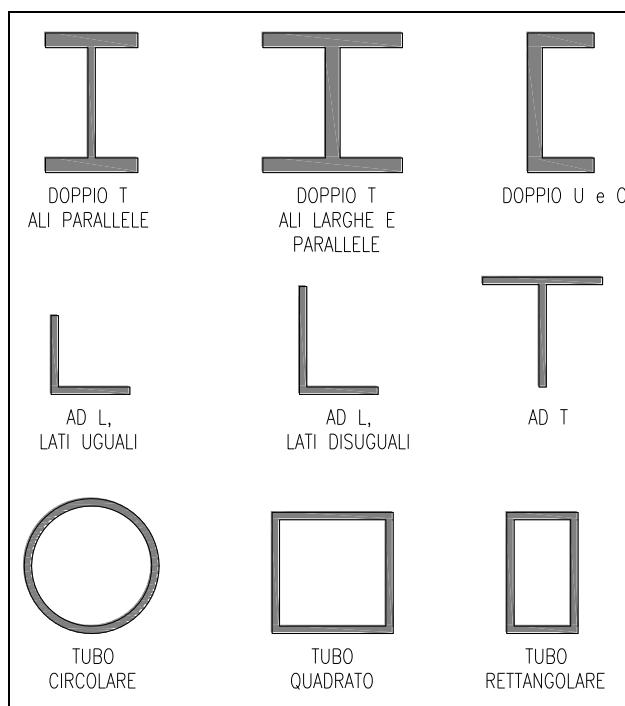 DOPPIO T
ALI PARALLELE
DOPPIO T
ALI LARGHE E
PARALLELE
DOPPIO U e C
AD L,
LATI UGUALI
AD L,
LATI DISUGUALI
AD T
TUBO
CIRCOLARE
TUBO
QUADRATO
TUBO
RETTANGOLARE